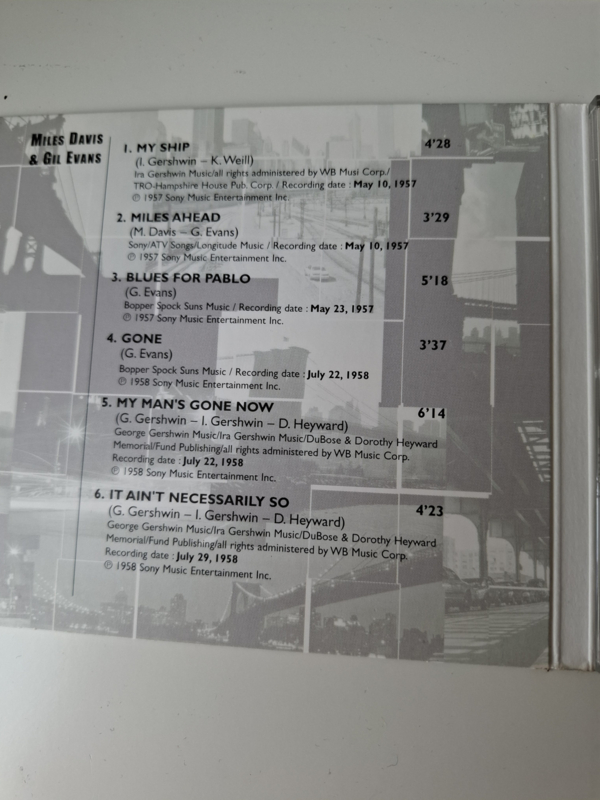 MILES DAVIS
& GIL EVANS
1. MY SHIP 4'28
(I. Gershwin – K. Weill)
Ira Gershwin Music/all rights administered by WB Musi Corp./
TRO-Hampshire House Pub. Corp. / Recording date : May 10, 1957
℗ 1957 Sony Music Entertainment Inc.
2. MILES AHEAD 3'29
(M. Davis – G. Evans)
Sony/ATV Songs/Longitude Music / Recording date : May 10, 1957
℗ 1957 Sony Music Entertainment Inc.
3. BLUES FOR PABLO 5'18
(G. Evans)
Bopper Spock Suns Music / Recording date : May 23, 1957
℗ 1957 Sony Music Entertainment Inc.
4. GONE 3'37
(G. Evans)
Bopper Spock Suns Music / Recording date : July 22, 1958
℗ 1958 Sony Music Entertainment Inc.
5. MY MAN'S GONE NOW 6'14
(G. Gershwin – I. Gershwin – D. Heyward)
George Gershwin Music/Ira Gershwin Music/DuBose & Dorothy Heyward
Memorial/Fund Publishing/all rights administered by WB Music Corp.
Recording date : July 22, 1958
℗ 1958 Sony Music Entertainment Inc.
6. IT AIN'T NECESSARILY SO 4'23
(G. Gershwin – I. Gershwin – D. Heyward)
George Gershwin Music/Ira Gershwin Music/DuBose & Dorothy Heyward
Memorial/Fund Publishing/all rights administered by WB Music Corp.
Recording date : July 29, 1958
℗ 1958 Sony Music Entertainment Inc.